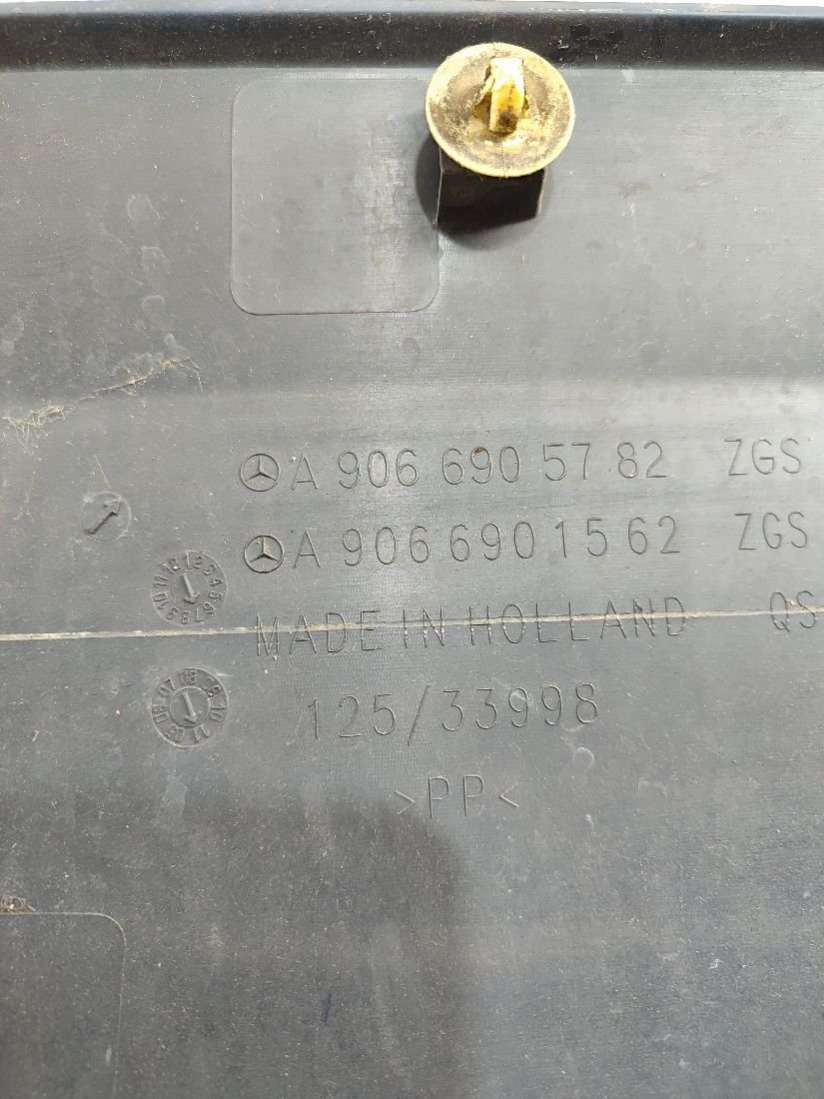 A 906 690 57 82 ZGS
A 906 690 15 62 ZGS
MADE IN HOLLAND QS
125/33998
>PP<